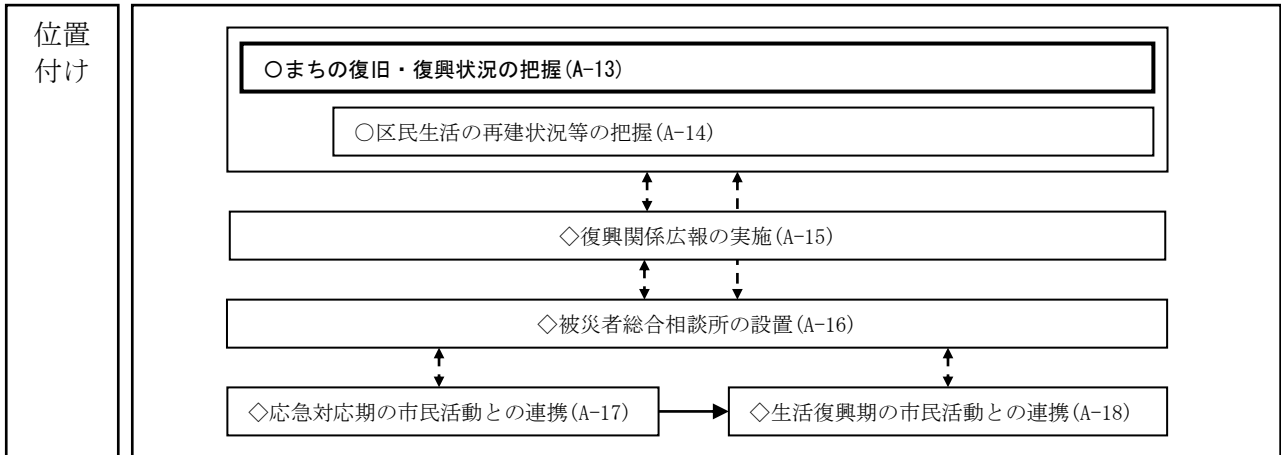 位置
付け
○まちの復旧・復興状況の把握(A-13)
○区民生活の再建状況等の把握(A-14)
◇復興関係広報の実施(A-15)
◇被災者総合相談所の設置(A-16)
◇応急対応期の市民活動との連携(A-17)
◇生活復興期の市民活動との連携(A-18)